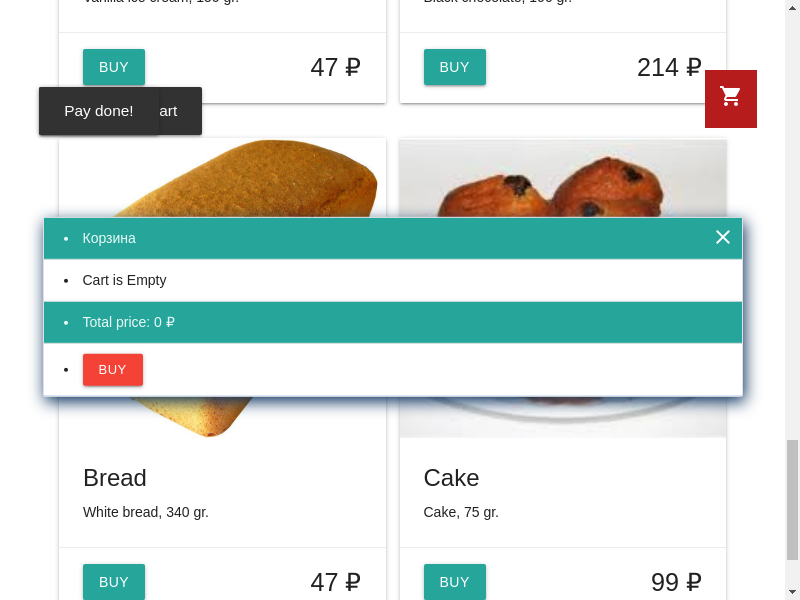 Vanilla ice cream, 150 gr.
Black chocolate, 100 gr.
BUY
47 ₽
BUY
214 ₽
Pay done!
art
Корзина
Cart is Empty
Total price: 0 ₽
BUY
Bread
White bread, 340 gr.
Cake
Cake, 75 gr.
BUY
47 ₽
BUY
99 ₽